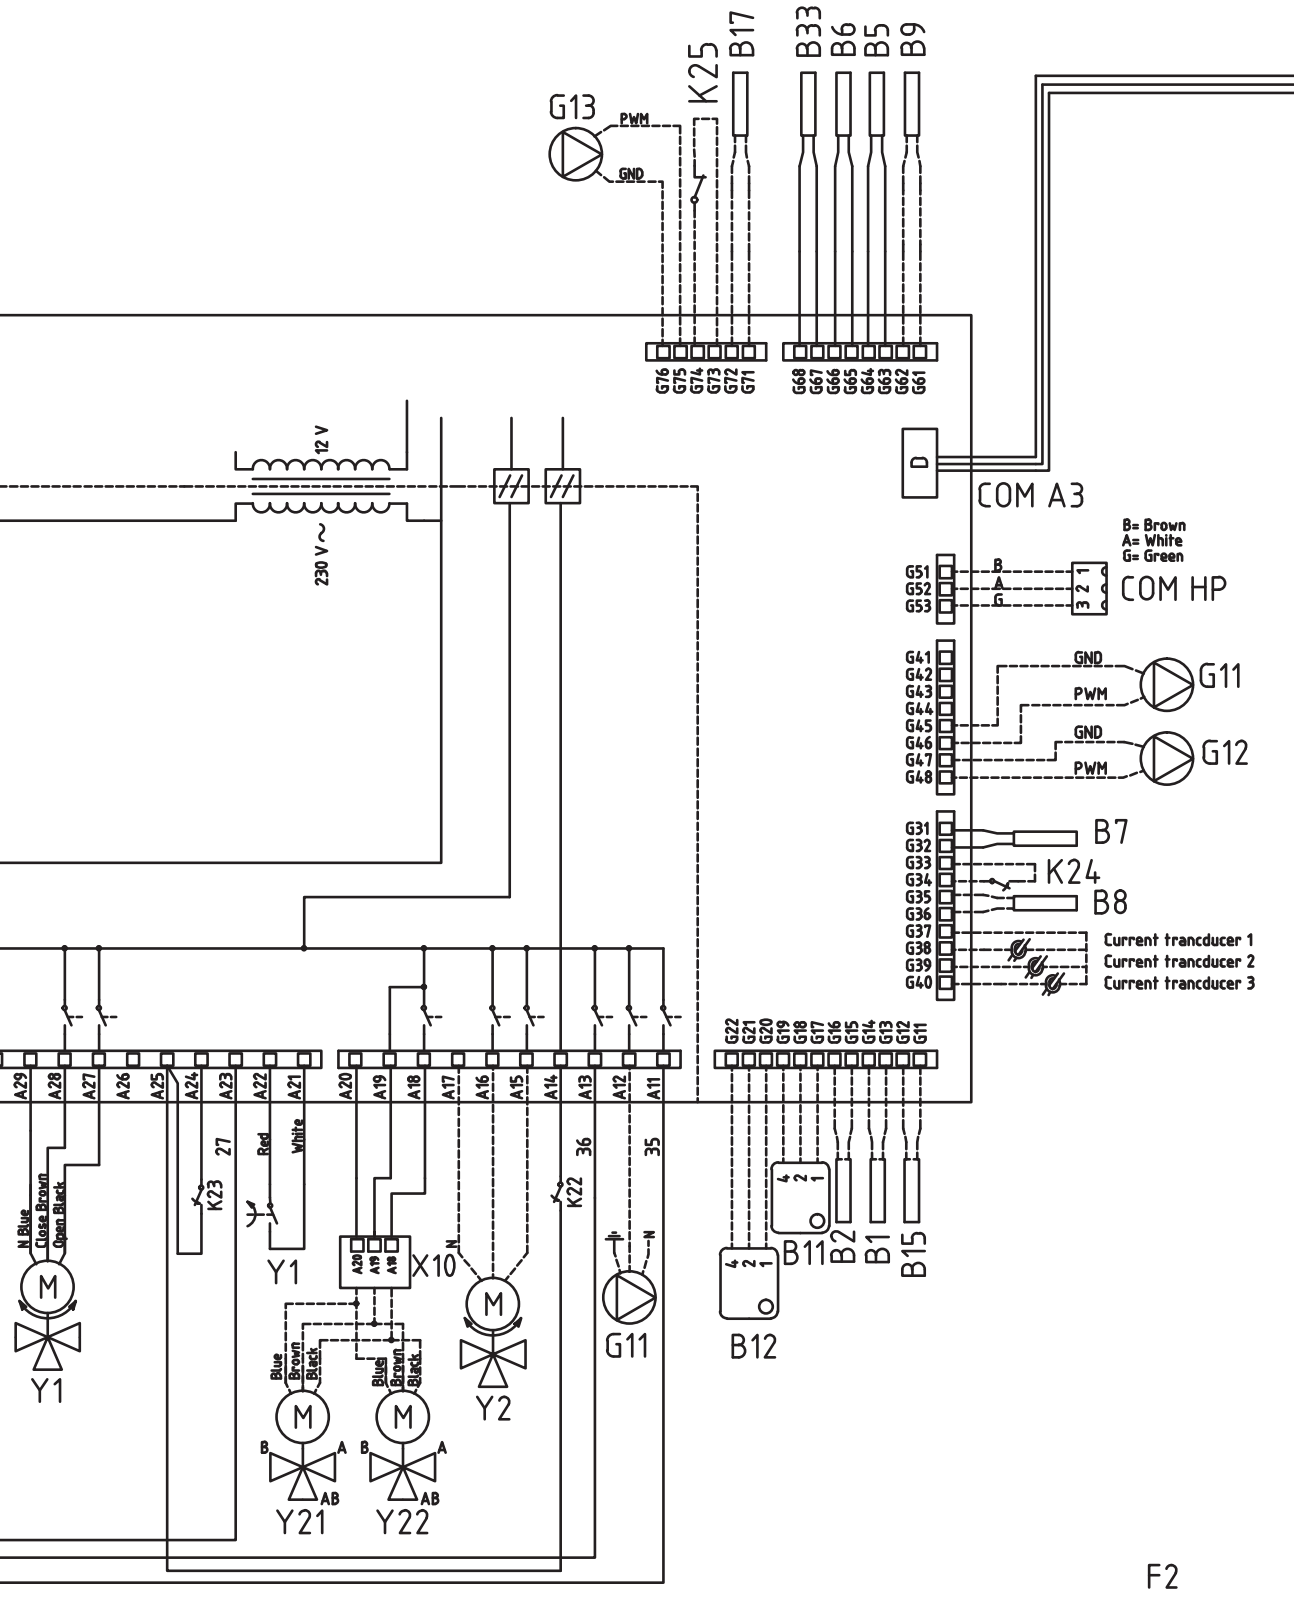 G13
PWM
GND
K25
B17
B33
B6
B5
B9
G76
G75
G74
G73
G72
G71
G68
G67
G66
G65
G64
G63
G62
G61
12 V
230 V ~
D
COM A3
B= Brown
A= White
G= Green
G51
G52
G53
B
A
G
1
2
3
COM HP
G41
G42
G43
G44
G45
G46
G47
G48
GND
PWM
G11
GND
PWM
G12
G31
G32
G33
G34
G35
G36
G37
G38
G39
G40
B7
K24
B8
Current trancducer 1
Current trancducer 2
Current trancducer 3
G22
G21
G20
G19
G18
G17
G16
G15
G14
G13
G12
G11
A29
A28
A27
A26
A25
A24
A23
A22
A21
A20
A19
A18
A17
A16
A15
A14
A13
A12
A11
N Blue
Close Brown
Open Black
K23
27
Red
White
36
35
K22
M
Y1
Y1
A20
A19
A18
X10
N
M
Y2
N
G11
4
2
1
B11
4
2
1
B12
B2
B1
B15
Blue
Brown
Black
Blue
Brown
Black
M
M
B
A
AB
B
A
AB
Y21
Y22
F2